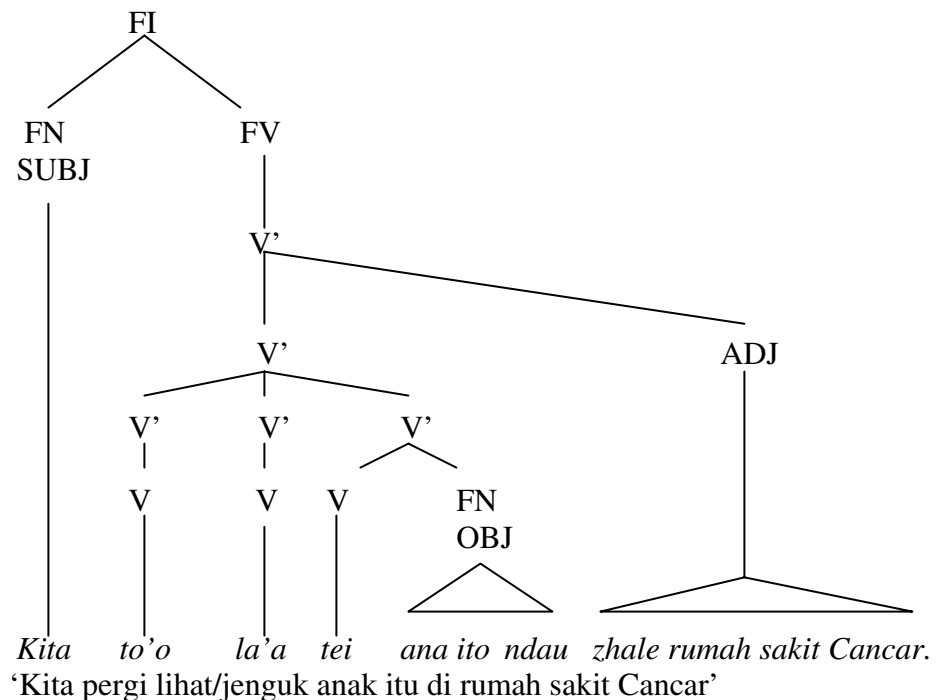 FI
FN FV
SUBJ
V’
V’ ADJ
V’ V’ V’
V V V FN
OBJ
Kita to’o la’a tei ana ito ndau zhale rumah sakit Cancar.
‘Kita pergi lihat/jenguk anak itu di rumah sakit Cancar’